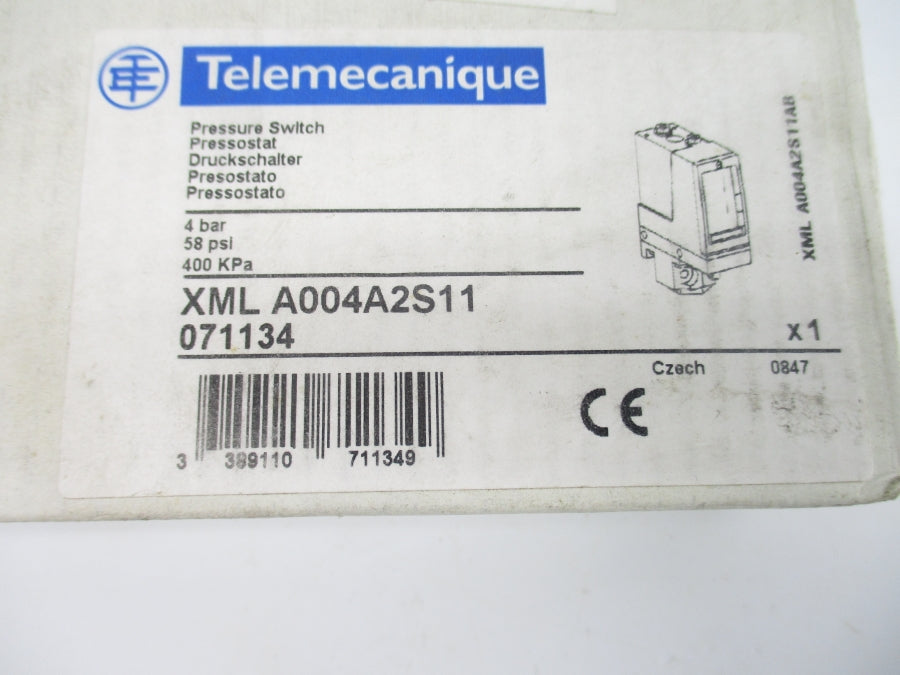 Telemecanique
Pressure Switch
Pressostat
Druckschalter
Presostato
Pressostato
4 bar
58 psi
400 KPa
XML A004A2S11
071134
x 1
XML A004A2S11AB
Czech 0847
CE
3 389110 711349